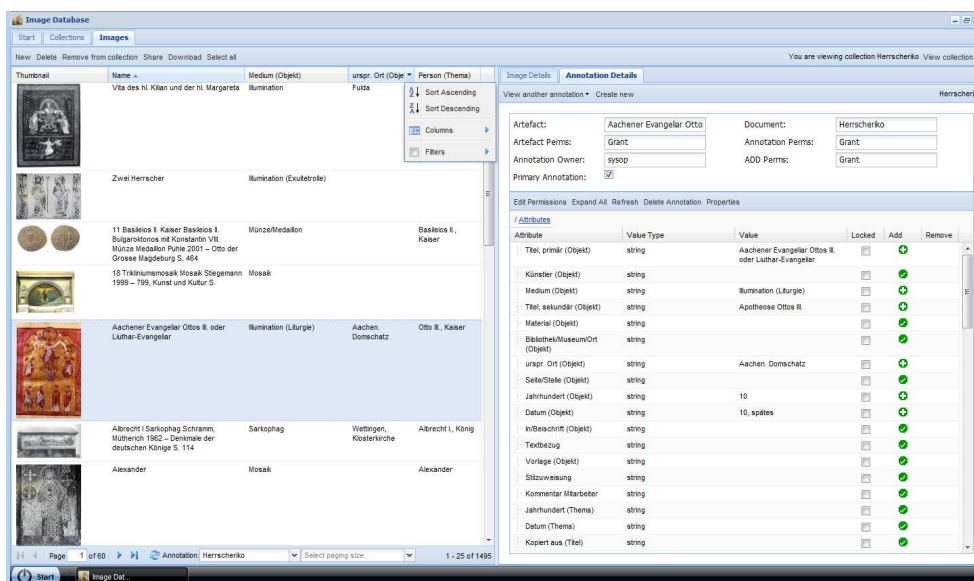 Image Database
Start Collections Images
New Delete Remove from collection Share Download Select all
You are viewing collection Herrscheriko View collection
Thumbnail Name Medium (Objekt) urspr. Ort (Obje Person (Thema)
Vita des hl. Kilian und der hl. Margareta Illumination Fulda
Sort Ascending
Sort Descending
Columns
Filters
Zwei Herrscher Illumination (Exultetrolle)
11 Basileios II. Kaiser Basileios II. Münze/Medaillon Basileios II.,
Bulgaroktonos mit Konstantin VIII. Kaiser
Münze Medaillon Puhle 2001 – Otto der
Grosse Magdeburg S. 464
18 Trikliniumsmosaik Mosaik Stiegemann Mosaik
1999 – 799, Kunst und Kultur S.
Aachener Evangeliar Ottos III. oder Illumination (Liturgie) Aachen. Otto III., Kaiser
Liuthar-Evangeliar Domschatz
Albrecht I Sarkophag Schramm, Sarkophag Wettingen, Albrecht I., König
Mütherich 1962 – Denkmale der Klosterkirche
deutschen Könige S. 114
Alexander Mosaik Alexander
Page 1 of 60 Annotation: Herrscheriko Select paging size 1 - 25 of 1495
Image Details Annotation Details
View another annotation Create new Herrscheri
Artefact: Aachener Evangeliar Otto Document: Herrscheriko
Artefact Perms: Grant Annotation Perms: Grant
Annotation Owner: sysop ADD Perms: Grant
Primary Annotation:
Edit Permissions Expand All Refresh Delete Annotation Properties
/ Attributes
Attribute Value Type Value Locked Add Remove
Titel, primär (Objekt) string Aachener Evangeliar Ottos III.
oder Liuthar-Evangeliar
Künstler (Objekt) string
Medium (Objekt) string Illumination (Liturgie)
Titel, sekundär (Objekt) string Apotheose Ottos III.
Material (Objekt) string
Bibliothek/Museum/Ort string
(Objekt)
urspr. Ort (Objekt) string Aachen. Domschatz
Seite/Stelle (Objekt) string
Jahrhundert (Objekt) string 10
Datum (Objekt) string 10, spätes
In/Beischrift (Objekt) string
Textbezug string
Vorlage (Objekt) string
Stilzuweisung string
Kommentar Mitarbeiter string
Jahrhundert (Thema) string
Datum (Thema) string
Kopiert aus (Titel) string
Start Image Dat...